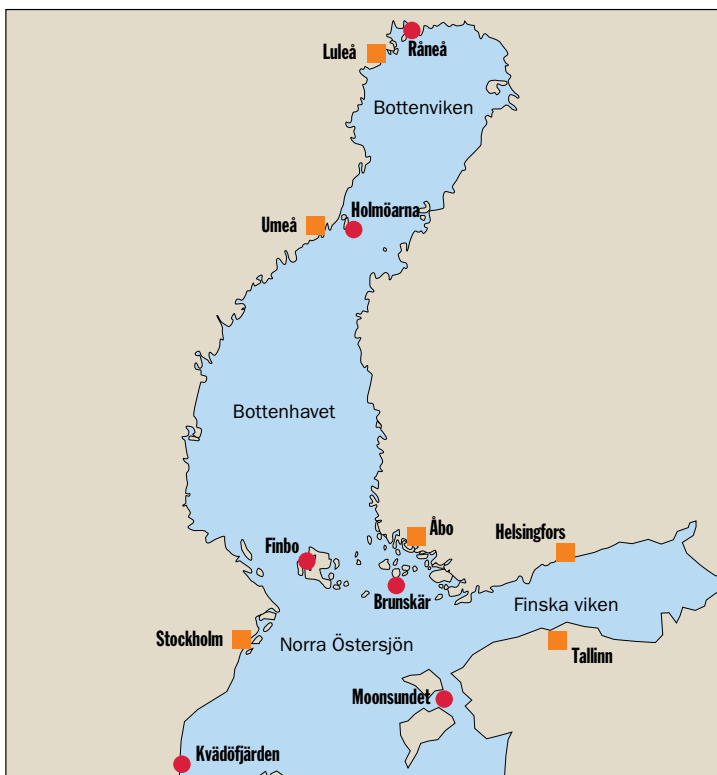 Luleå
Råneå
Bottenviken
Holmöarna
Umeå
Bottenhavet
Åbo
Helsingfors
Finbo
Brunskär
Finska viken
Stockholm
Norra Östersjön
Tallinn
Moonsundet
Kvädöfjärden